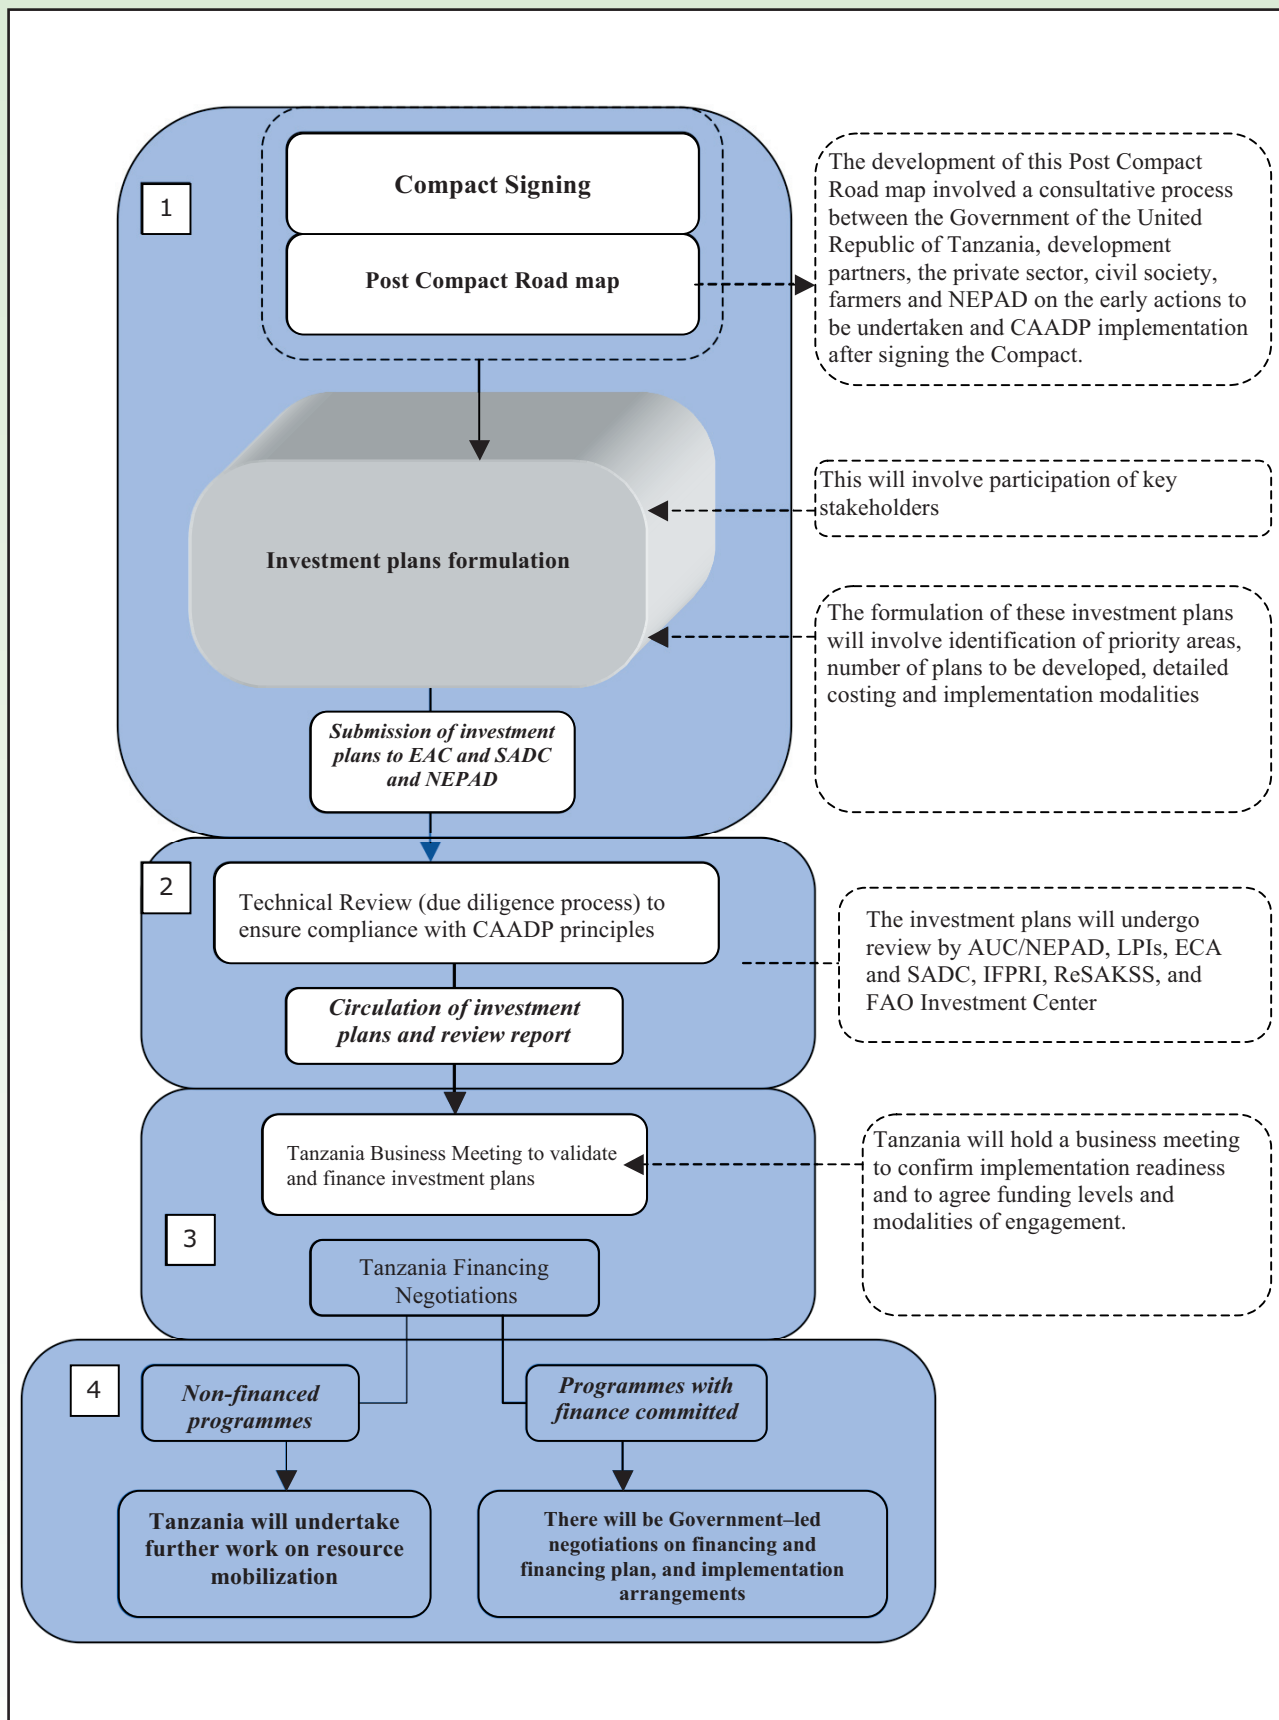 1
Compact Signing
Post Compact Road map
The development of this Post Compact
Road map involved a consultative process
between the Government of the United
Republic of Tanzania, development
partners, the private sector, civil society,
farmers and NEPAD on the early actions to
be undertaken and CAADP implementation
after signing the Compact.
This will involve participation of key
stakeholders
Investment plans formulation
The formulation of these investment plans
will involve identification of priority areas,
number of plans to be developed, detailed
costing and implementation modalities
Submission of investment
plans to EAC and SADC
and NEPAD
2
Technical Review (due diligence process) to
ensure compliance with CAADP principles
The investment plans will undergo
review by AUC/NEPAD, LPIs, ECA
and SADC, IFPRI, ReSAKSS, and
FAO Investment Center
Circulation of investment
plans and review report
Tanzania Business Meeting to validate
and finance investment plans
Tanzania will hold a business meeting
to confirm implementation readiness
and to agree funding levels and
modalities of engagement.
3
Tanzania Financing
Negotiations
4
Non-financed
programmes
Programmes with
finance committed
Tanzania will undertake
further work on resource
mobilization
There will be Government–led
negotiations on financing and
financing plan, and implementation
arrangements